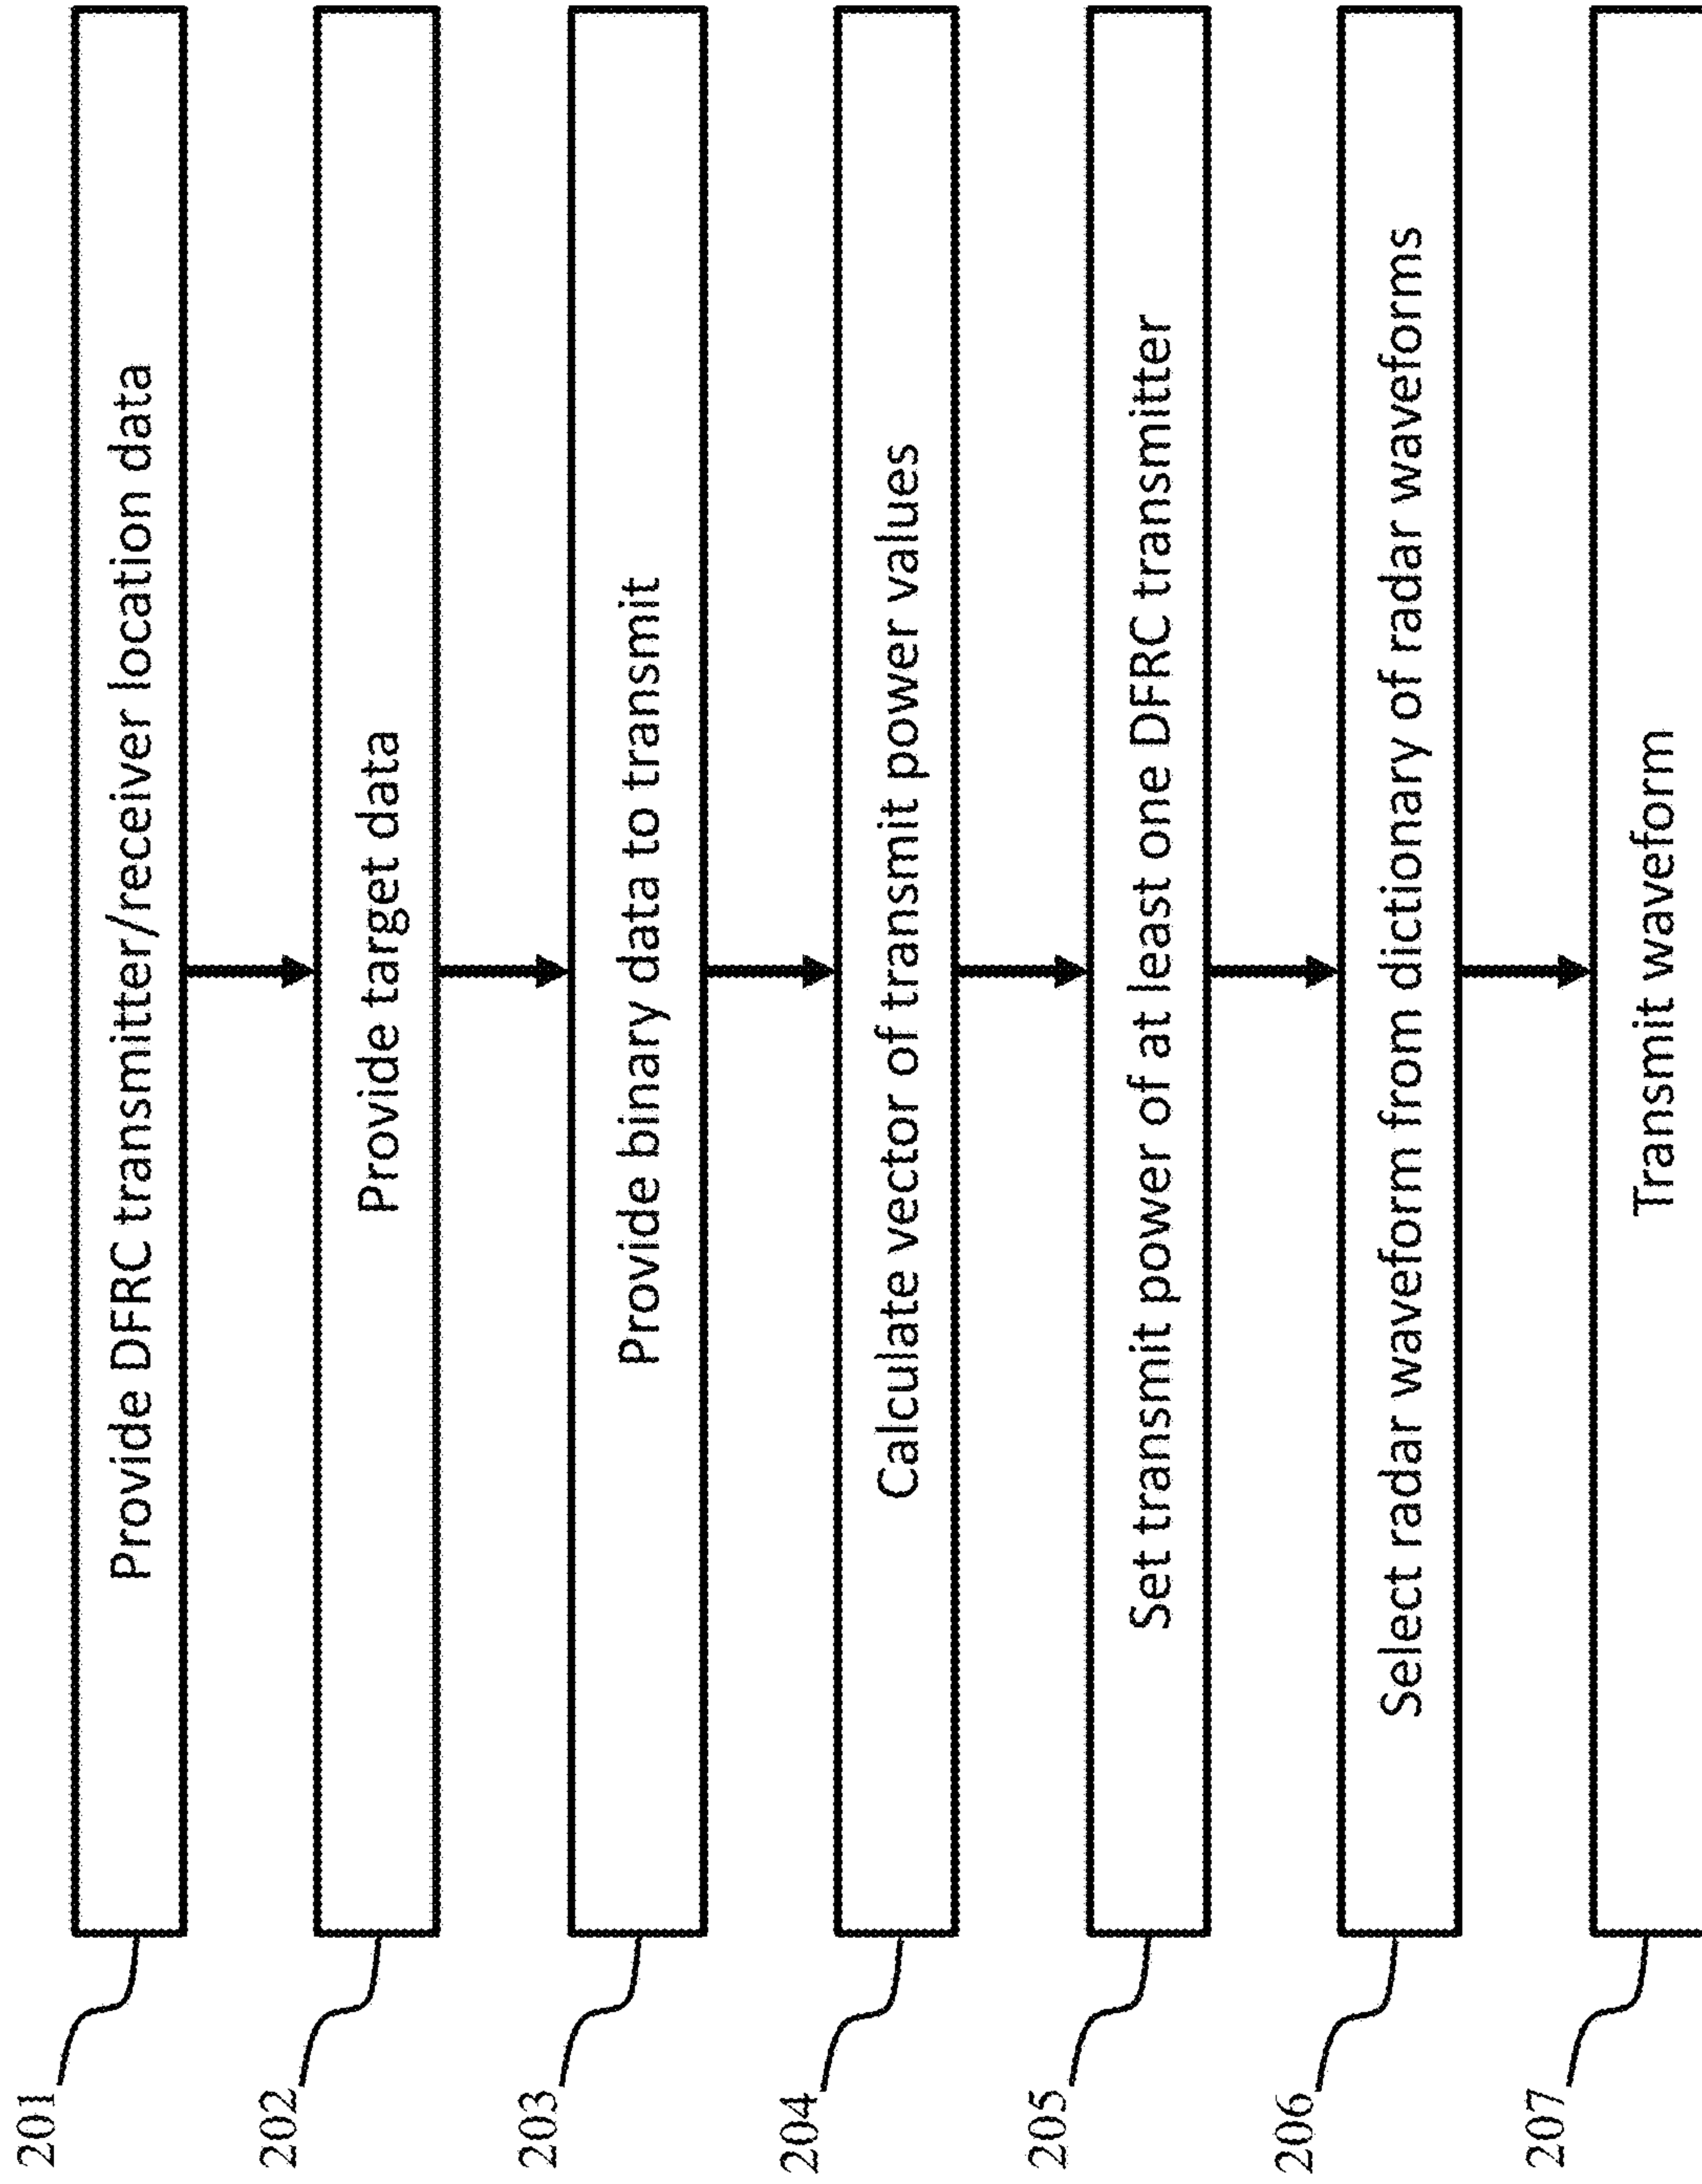 201
Provide DFRC transmitter/receiver location data
202
Provide target data
203
Provide binary data to transmit
204
Calculate vector of transmit power values
205
Set transmit power of at least one DFRC transmitter
206
Select radar waveform from dictionary of radar waveforms
207
Transmit waveform